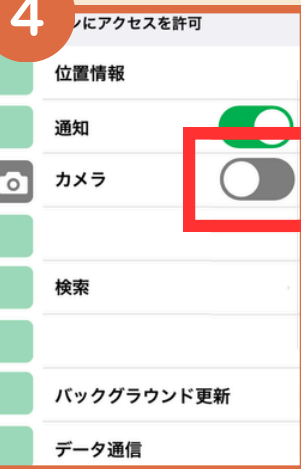 4
ンにアクセスを許可
位置情報
通知
カメラ
検索
バックグラウンド更新
データ通信